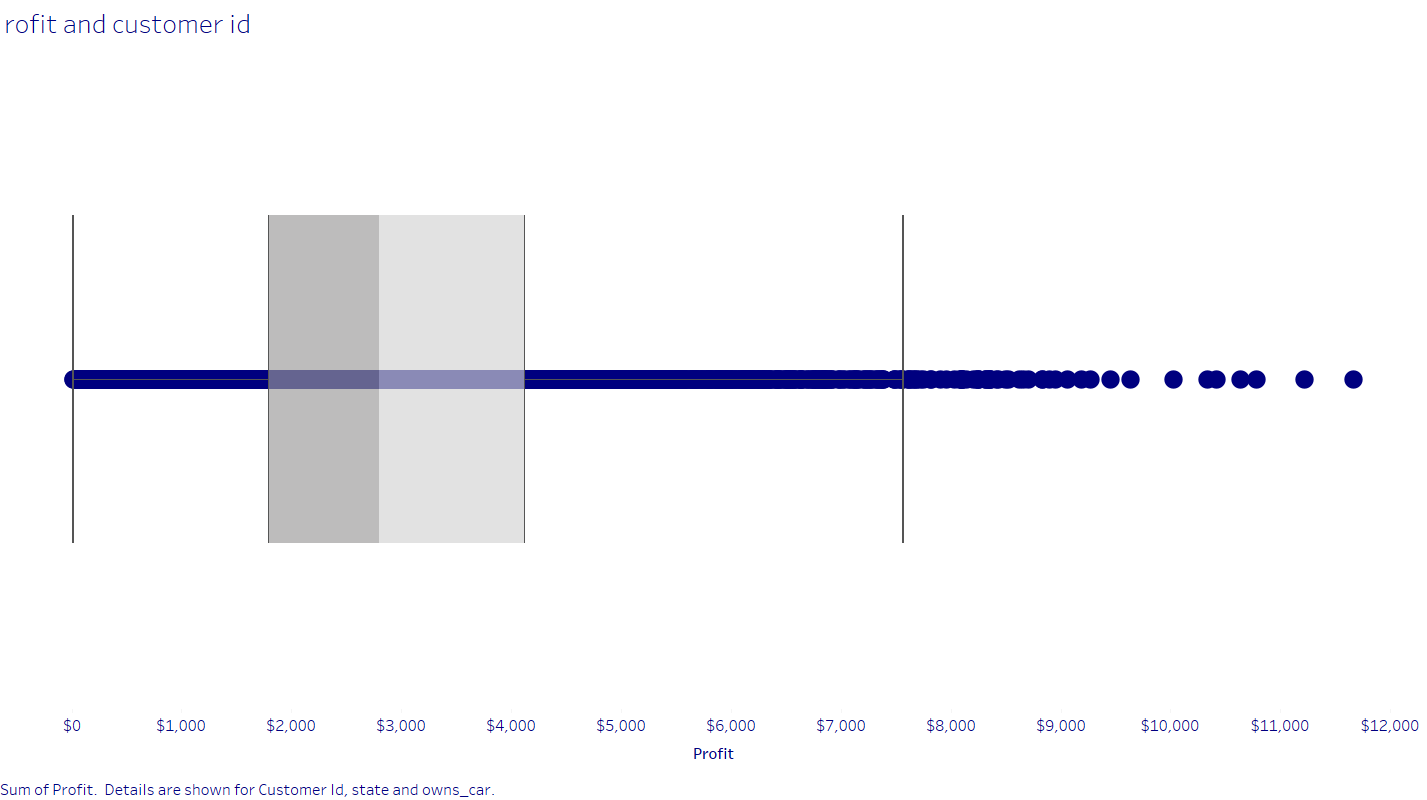 rofit and customer id
$0 $1,000 $2,000 $3,000 $4,000 $5,000 $6,000 $7,000 $8,000 $9,000 $10,000 $11,000 $12,000
Profit
Sum of Profit. Details are shown for Customer Id, state and owns_car.